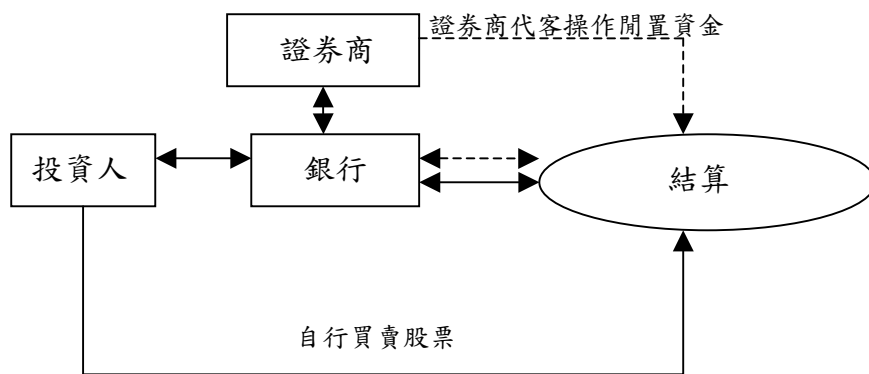 證券商代客操作閒置資金
證券商
投資人
銀行
結算
自行買賣股票